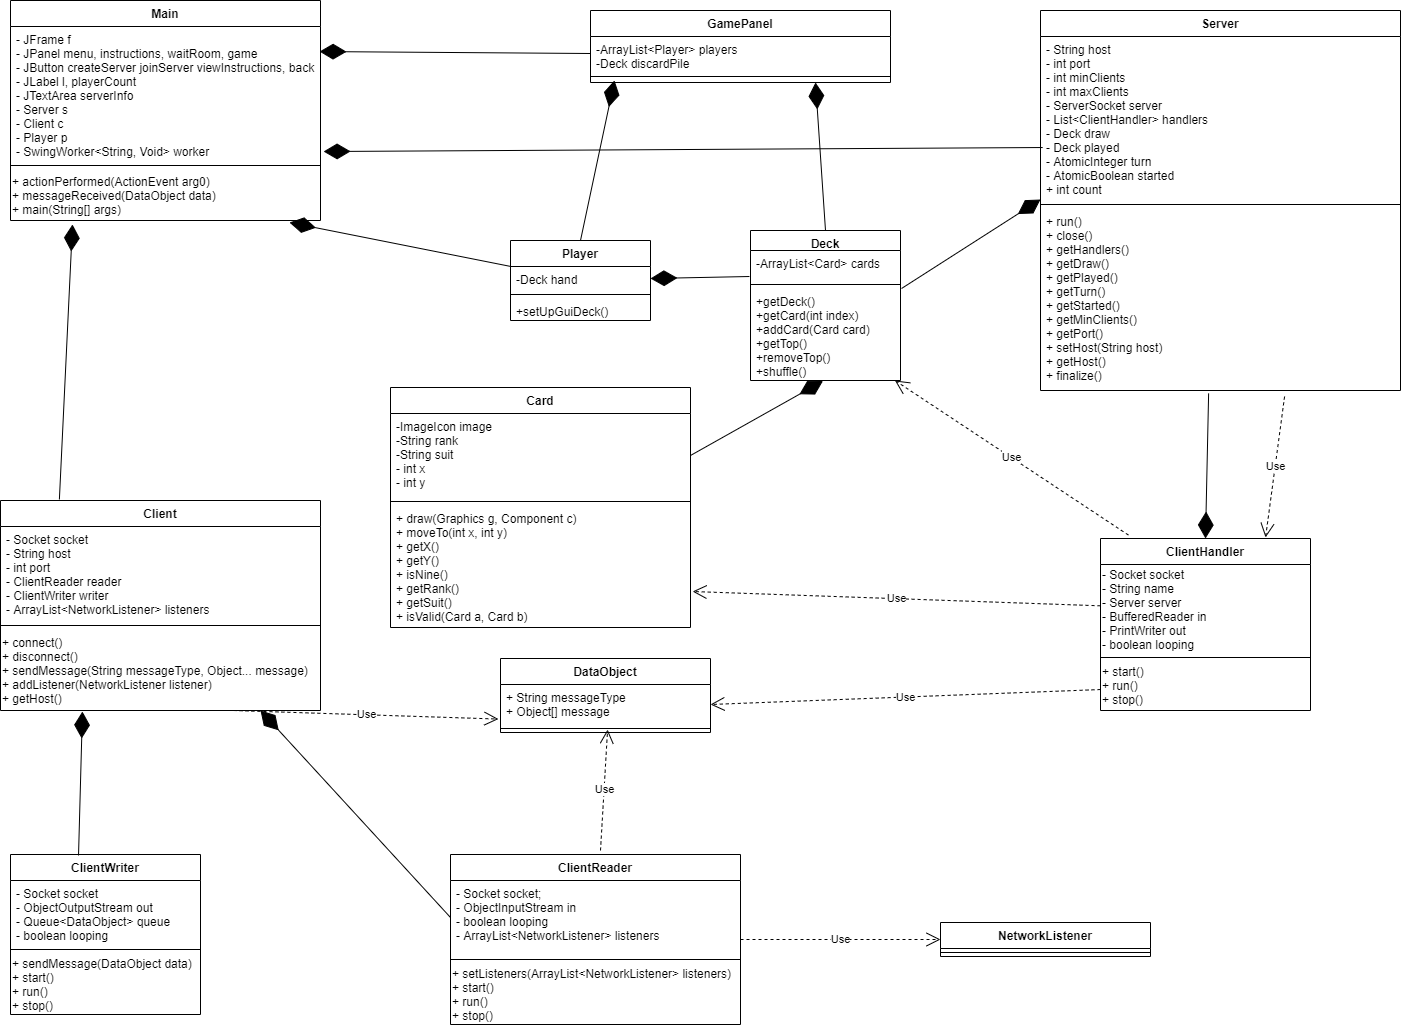 Main
- JFrame f
- JPanel menu, instructions, waitRoom, game
- JButton createServer joinServer viewInstructions, back
- JLabel l, playerCount
- JTextArea serverInfo
- Server s
- Client c
- Player p
- SwingWorker<String, Void> worker
+ actionPerformed(ActionEvent arg0)
+ messageReceived(DataObject data)
+ main(String[] args)
GamePanel
-ArrayList<Player> players
-Deck discardPile
Server
- String host
- int port
- int minClients
- int maxClients
- ServerSocket server
- List<ClientHandler> handlers
- Deck draw
- Deck played
- AtomicInteger turn
- AtomicBoolean started
+ int count
+ run()
+ close()
+ getHandlers()
+ getDraw()
+ getPlayed()
+ getTurn()
+ getStarted()
+ getMinClients()
+ getPort()
+ setHost(String host)
+ getHost()
+ finalize()
Player
-Deck hand
+setUpGuiDeck()
Deck
-ArrayList<Card> cards
+getDeck()
+getCard(int index)
+addCard(Card card)
+getTop()
+removeTop()
+shuffle()
Card
-ImageIcon image
-String rank
-String suit
- int x
- int y
+ draw(Graphics g, Component c)
+ moveTo(int x, int y)
+ getX()
+ getY()
+ isNine()
+ getRank()
+ getSuit()
+ isValid(Card a, Card b)
Use
Use
Use
Use
Client
- Socket socket
- String host
- int port
- ClientReader reader
- ClientWriter writer
- ArrayList<NetworkListener> listeners
+ connect()
+ disconnect()
+ sendMessage(String messageType, Object... message)
+ addListener(NetworkListener listener)
+ getHost()
Use
ClientHandler
- Socket socket
- String name
- Server server
- BufferedReader in
- PrintWriter out
- boolean looping
+ start()
+ run()
+ stop()
DataObject
+ String messageType
+ Object[] message
Use
ClientWriter
- Socket socket
- ObjectOutputStream out
- Queue<DataObject> queue
- boolean looping
+ sendMessage(DataObject data)
+ start()
+ run()
+ stop()
ClientReader
- Socket socket;
- ObjectInputStream in
- boolean looping
- ArrayList<NetworkListener> listeners
+ setListeners(ArrayList<NetworkListener> listeners)
+ start()
+ run()
+ stop()
Use
NetworkListener